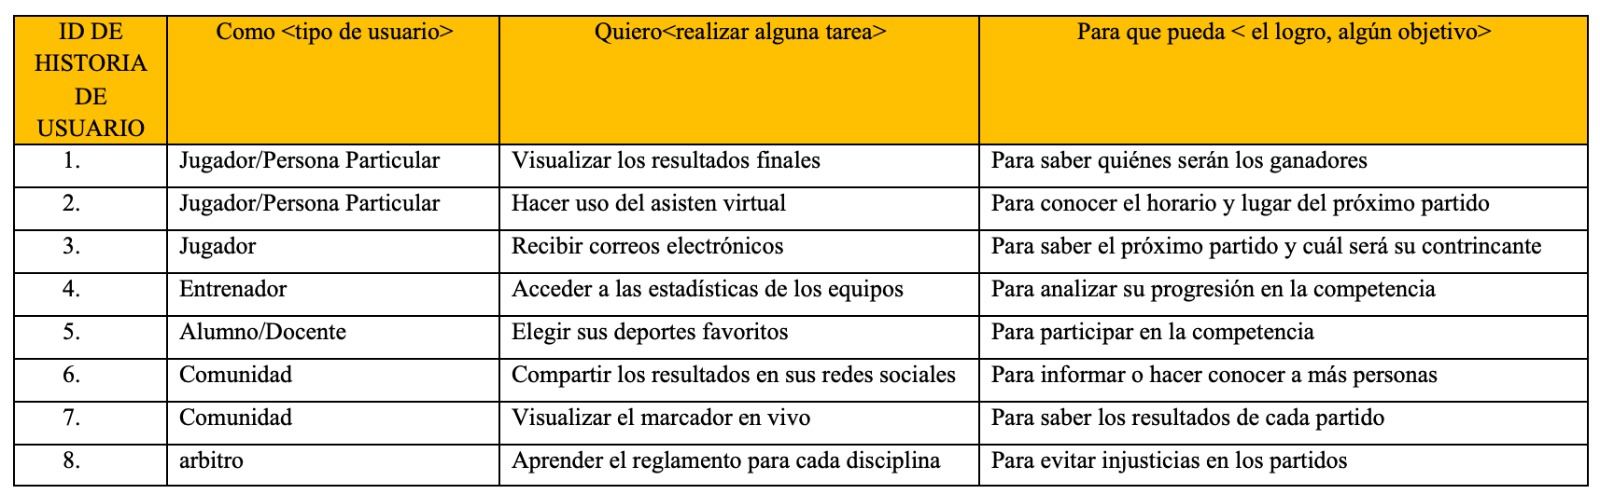 ID DE HISTORIA DE USUARIO | Como <tipo de usuario> | Quiero<realizar alguna tarea> | Para que pueda < el logro, algún objetivo>
1. | Jugador/Persona Particular | Visualizar los resultados finales | Para saber quiénes serán los ganadores
2. | Jugador/Persona Particular | Hacer uso del asisten virtual | Para conocer el horario y lugar del próximo partido
3. | Jugador | Recibir correos electrónicos | Para saber el próximo partido y cuál será su contrincante
4. | Entrenador | Acceder a las estadísticas de los equipos | Para analizar su progresión en la competencia
5. | Alumno/Docente | Elegir sus deportes favoritos | Para participar en la competencia
6. | Comunidad | Compartir los resultados en sus redes sociales | Para informar o hacer conocer a más personas
7. | Comunidad | Visualizar el marcador en vivo | Para saber los resultados de cada partido
8. | arbitro | Aprender el reglamento para cada disciplina | Para evitar injusticias en los partidos